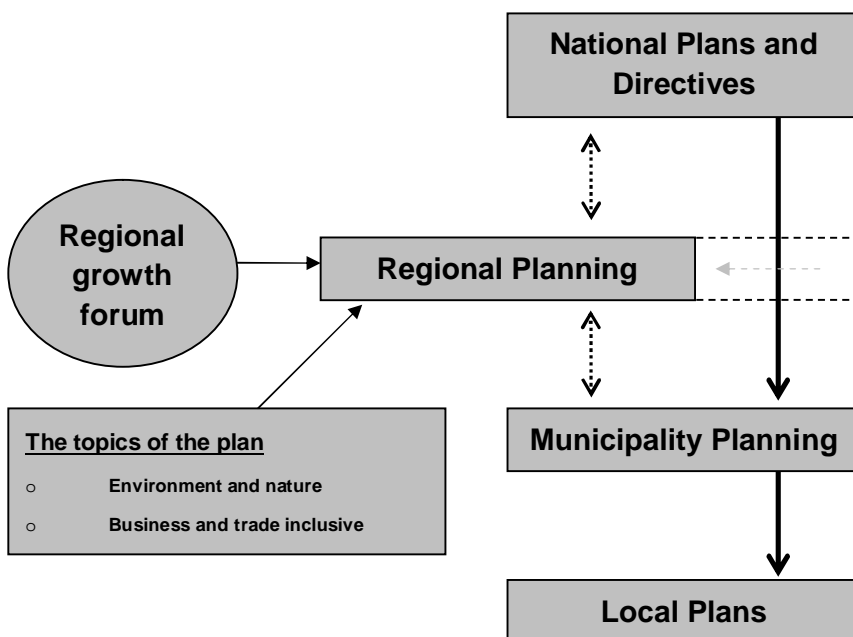 National Plans and
Directives
Regional
growth
forum
Regional Planning
The topics of the plan
o Environment and nature
o Business and trade inclusive
Municipality Planning
Local Plans